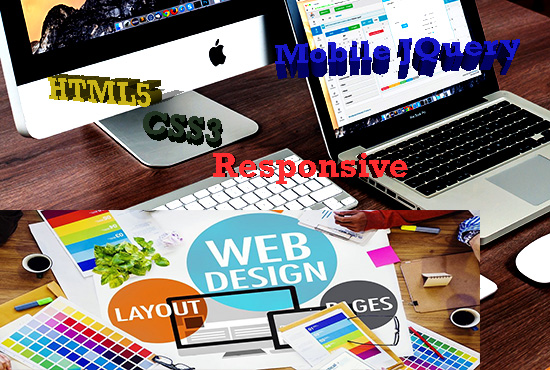 Mobile JQuery
HTML5
CSS3
Responsive
WEB
DESIGN
LAYOUT
PAGES